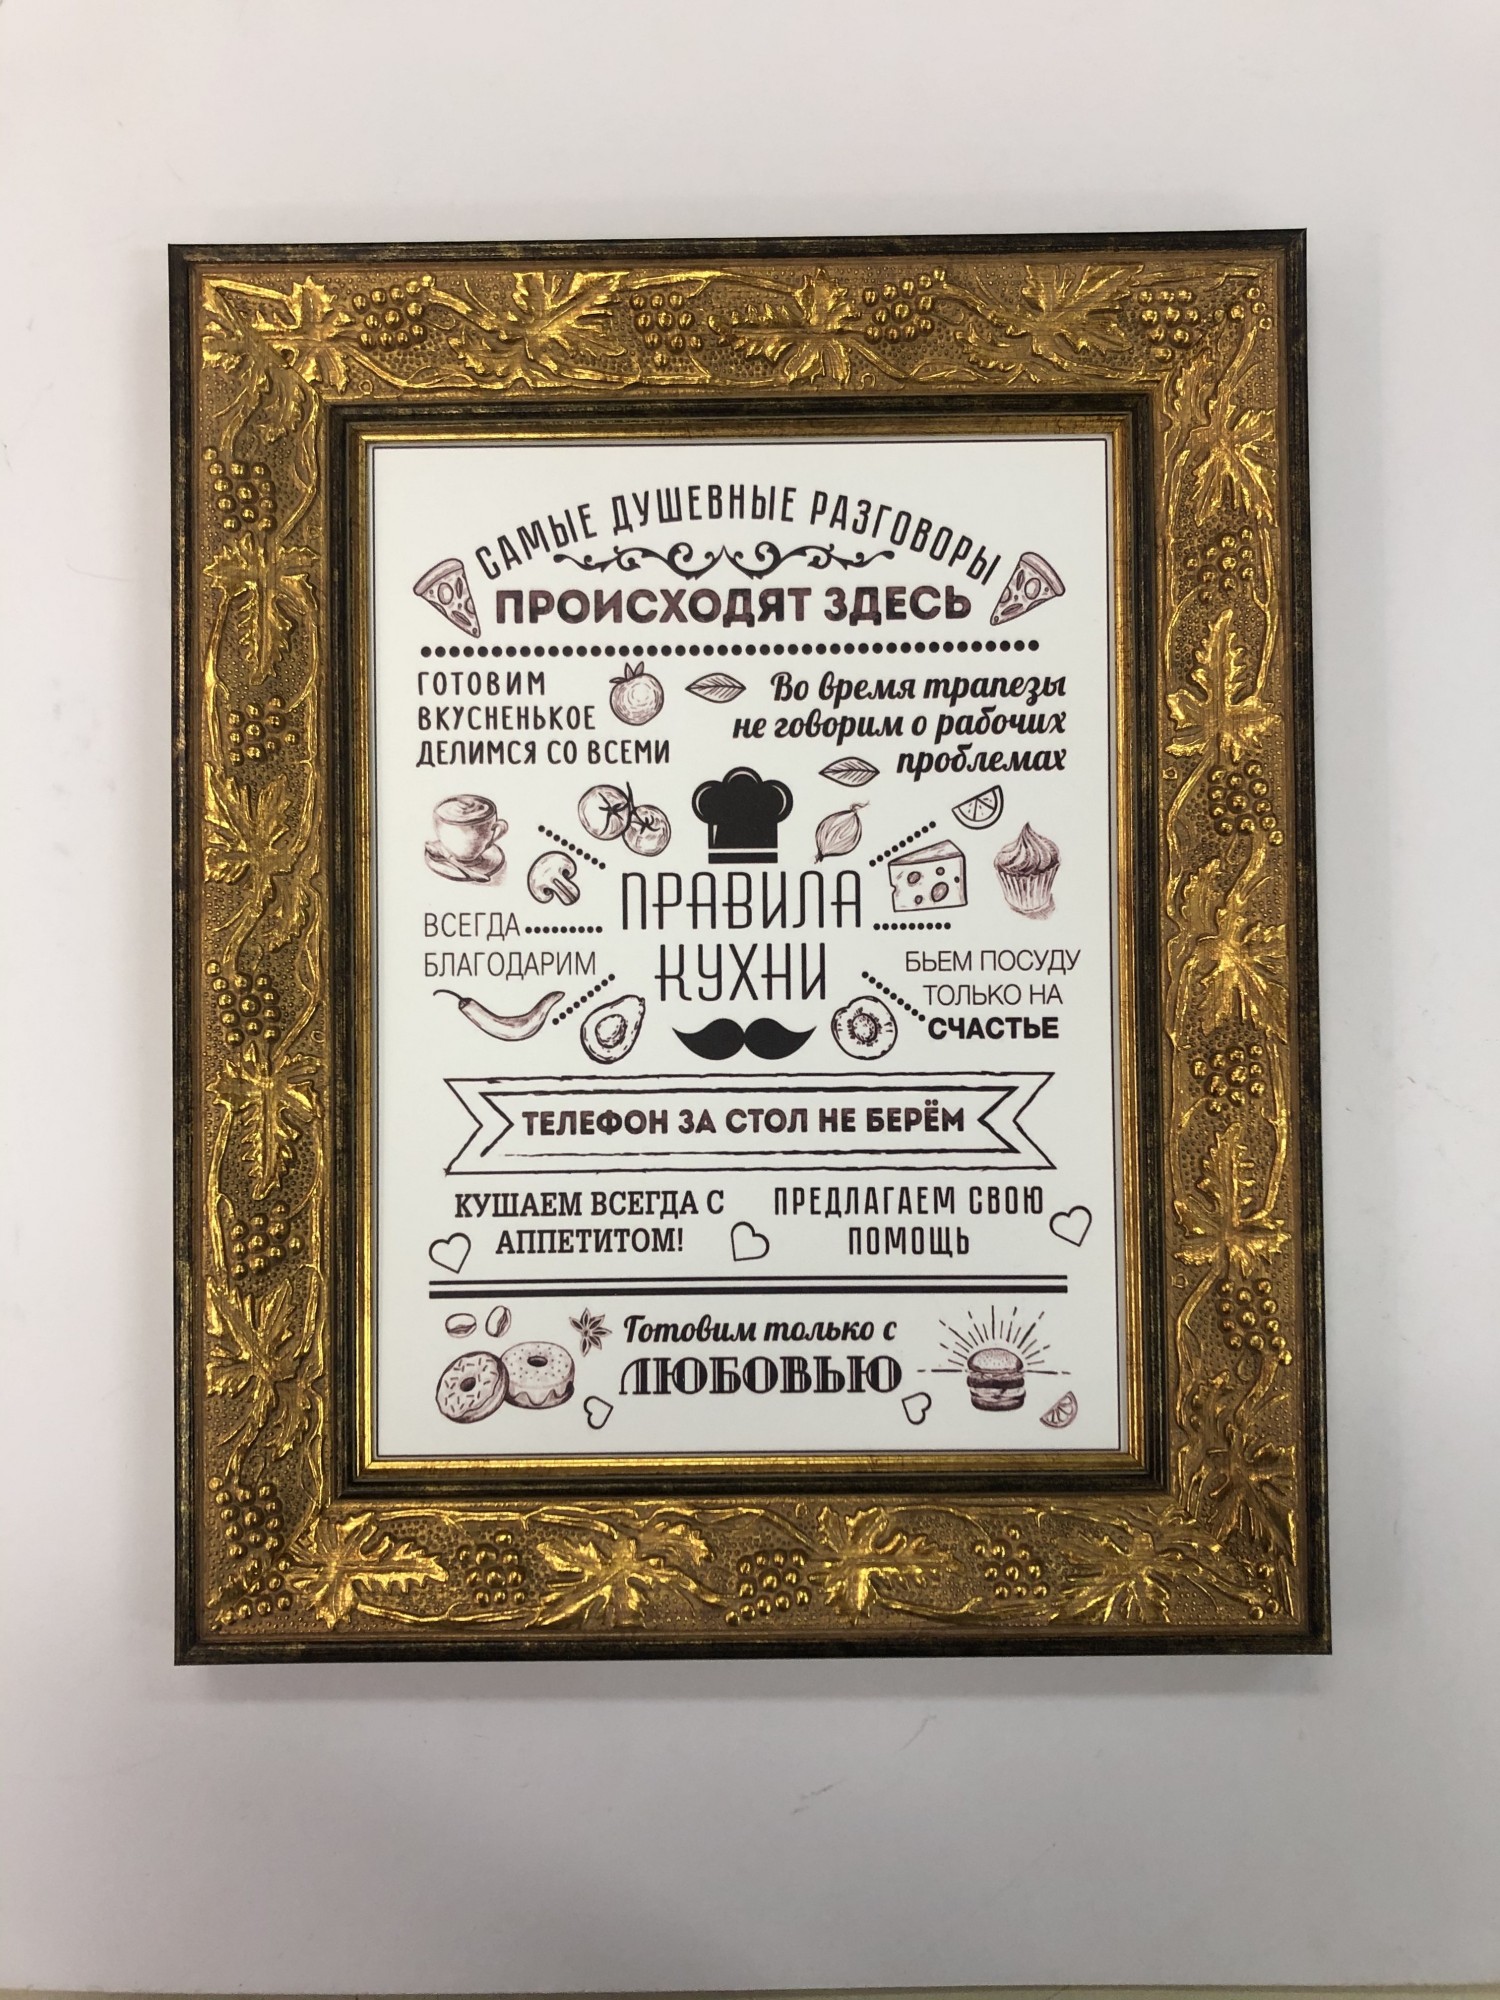 САМЫЕ ДУШЕВНЫЕ РАЗГОВОРЫ
ПРОИСХОДЯТ ЗДЕСЬ
ГОТОВИМ
ВКУСНЕНЬКОЕ
ДЕЛИМСЯ СО ВСЕМИ
Во время трапезы
не говорим о рабочих
проблемах
ПРАВИЛА
КУХНИ
ВСЕГДА
БЛАГОДАРИМ
БЬЕМ ПОСУДУ
ТОЛЬКО НА
СЧАСТЬЕ
ТЕЛЕФОН ЗА СТОЛ НЕ БЕРЁМ
КУШАЕМ ВСЕГДА С
АППЕТИТОМ!
ПРЕДЛАГАЕМ СВОЮ
ПОМОЩЬ
Готовим только с
ЛЮБОВЬЮ